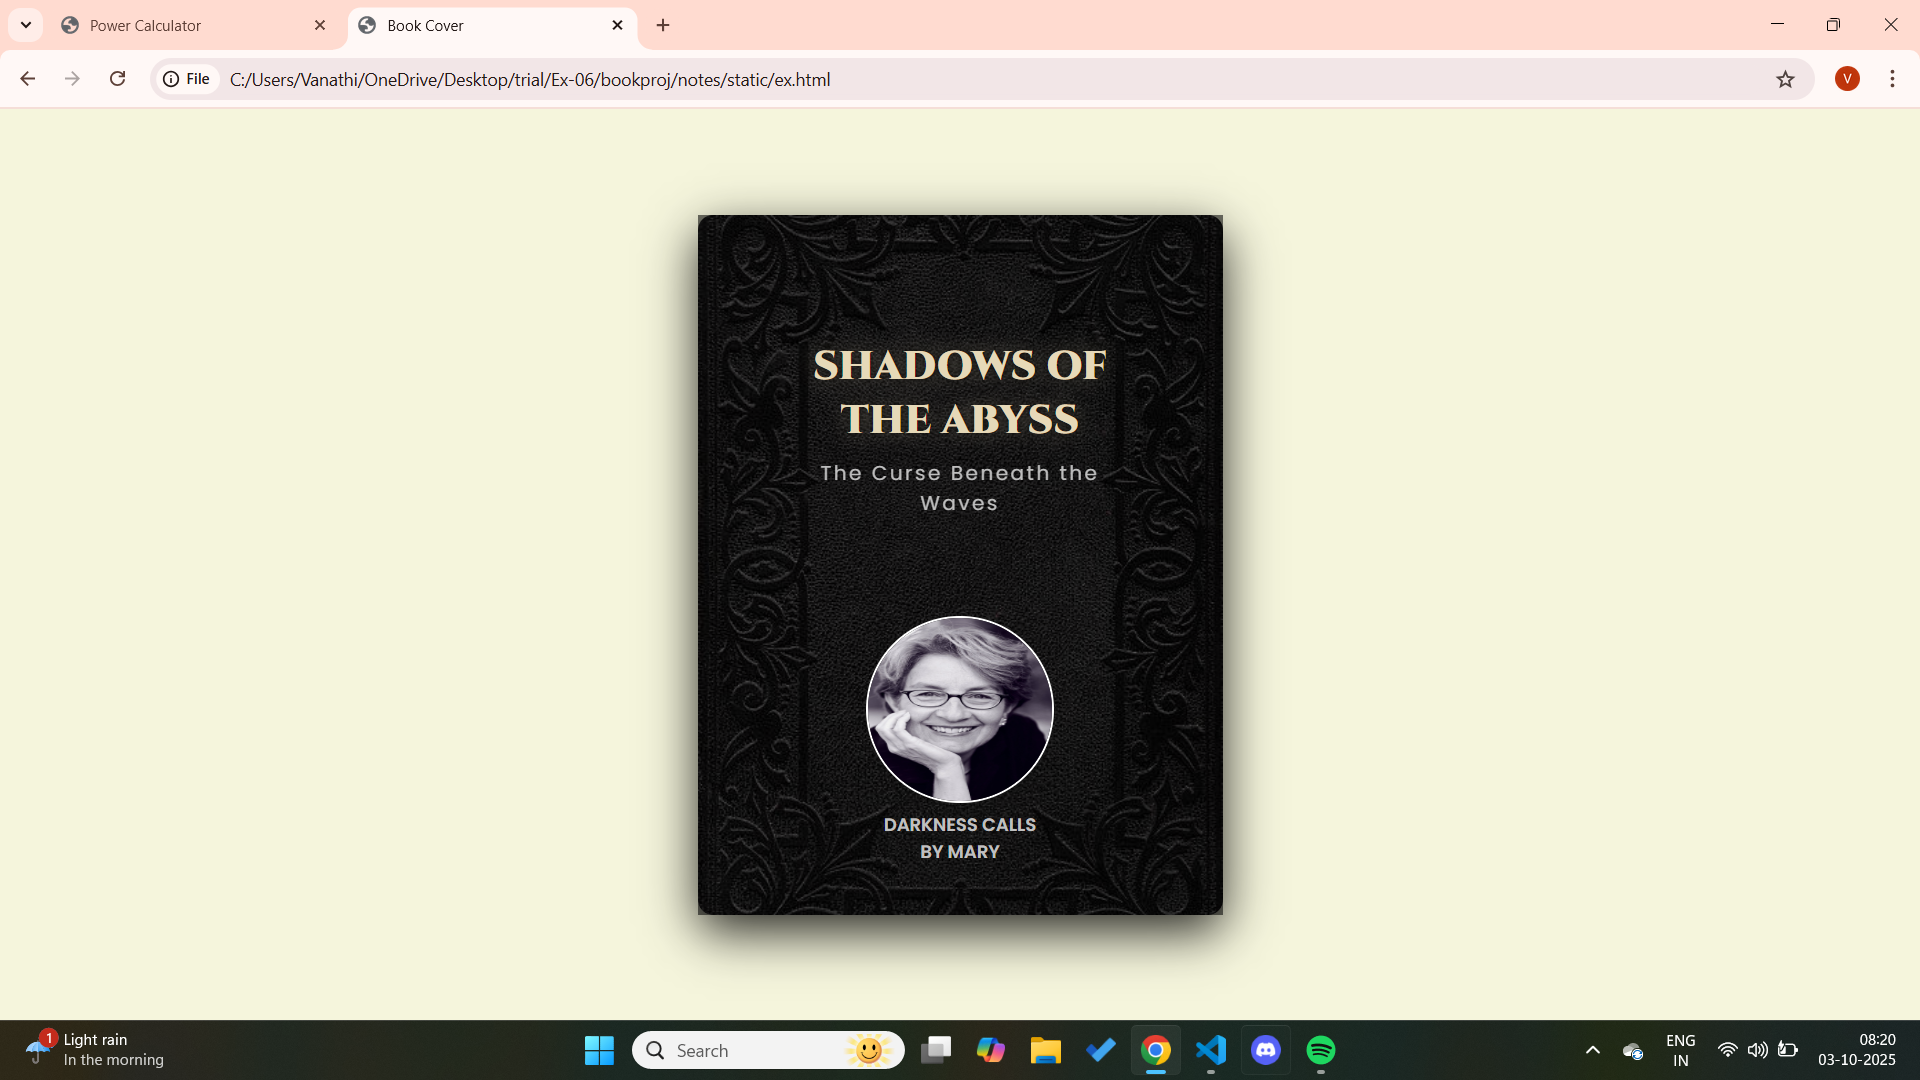 Power Calculator
Book Cover
File
C:/Users/Vanathi/OneDrive/Desktop/trial/Ex-06/bookproj/notes/static/ex.html
V
SHADOWS OF
THE ABYSS
The Curse Beneath the
Waves
DARKNESS CALLS
BY MARY
1
Light rain
In the morning
Search
ENG
IN
08:20
03-10-2025